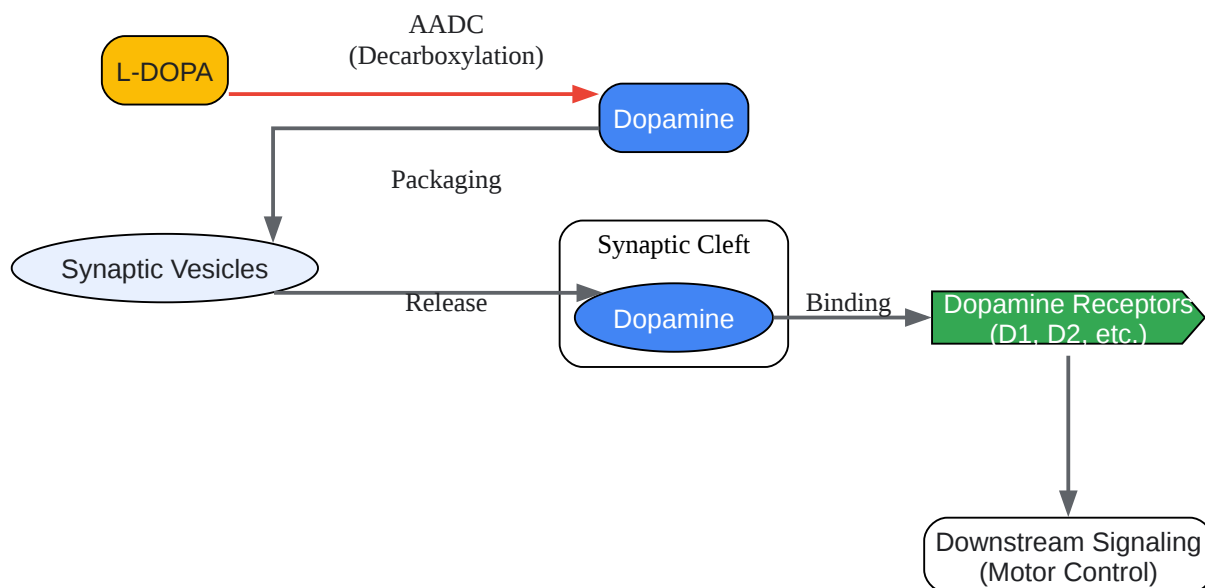 AADC
(Decarboxylation)
L-DOPA
Dopamine
Packaging
Synaptic Cleft
Synaptic Vesicles
Release
Dopamine
Binding
Dopamine Receptors
(D1, D2, etc.)
Downstream Signaling
(Motor Control)